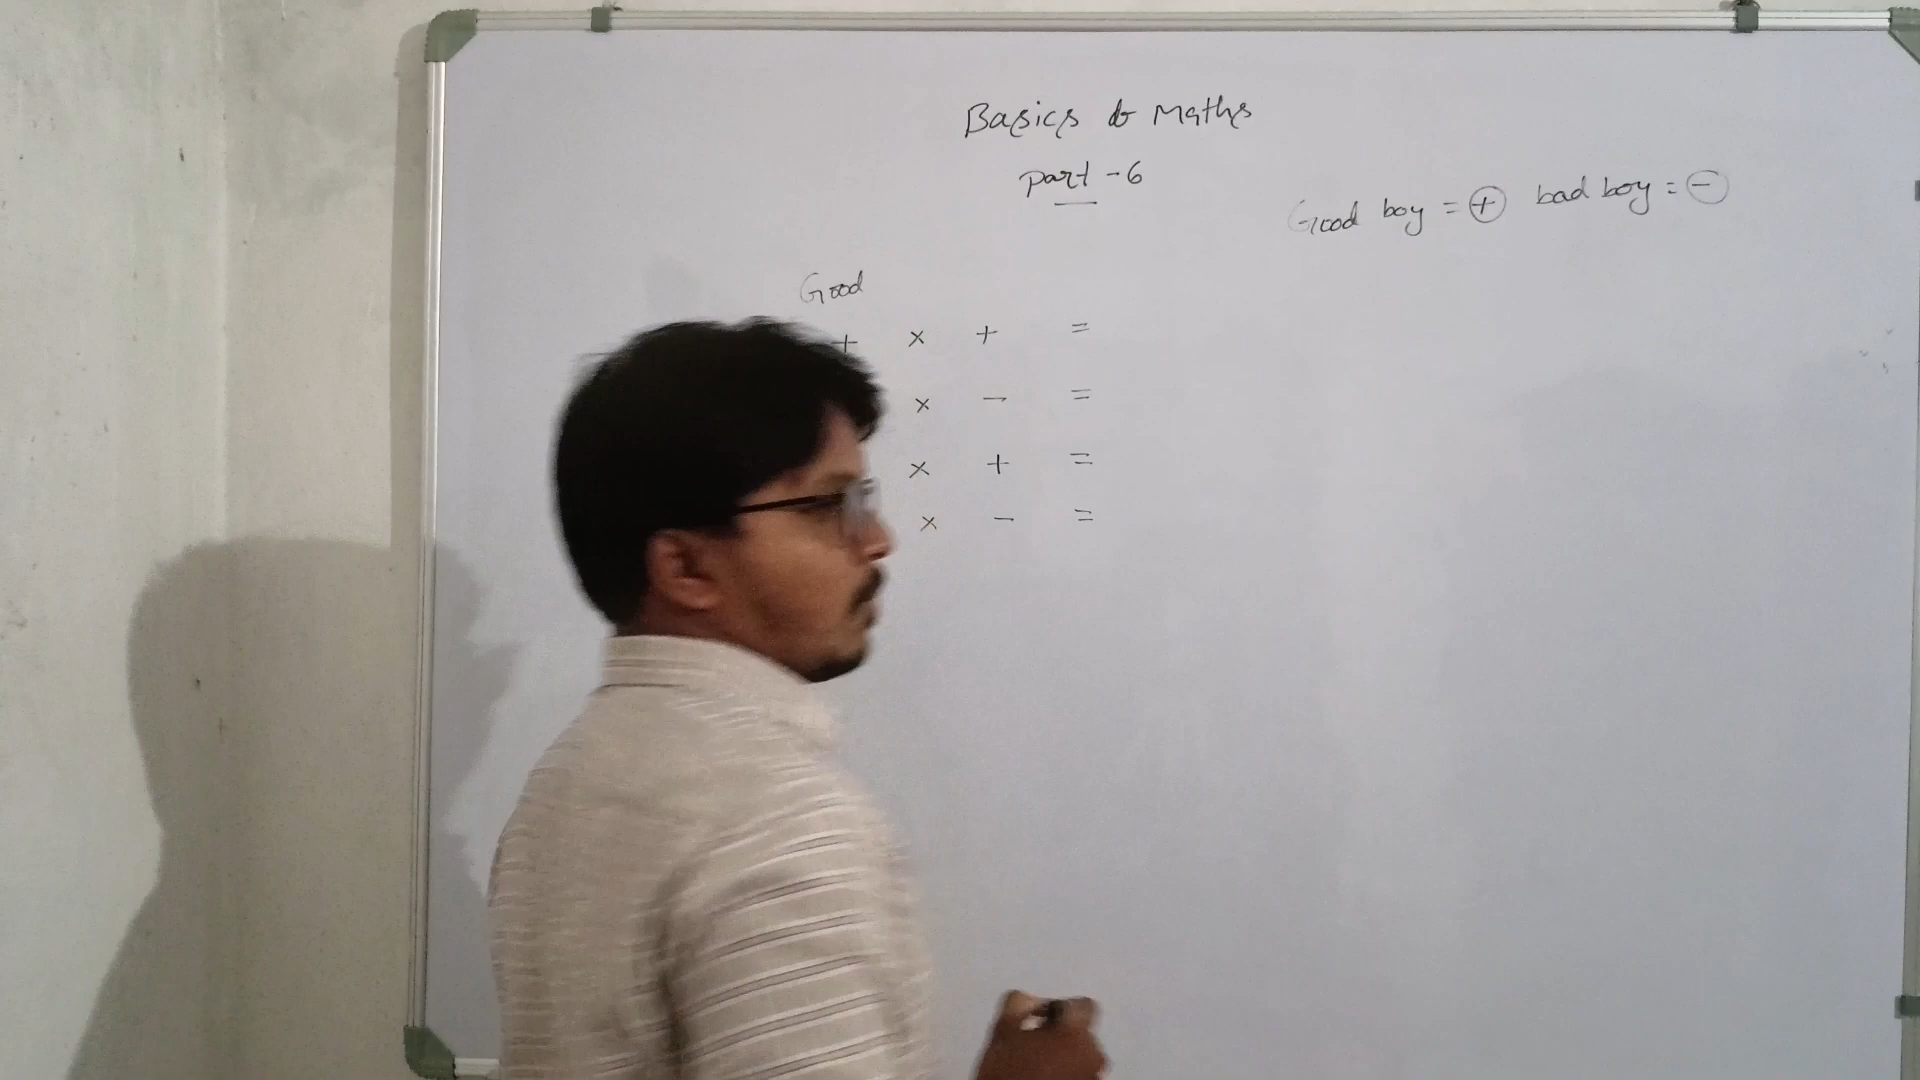 Basics of Maths
Part - 6
Good boy = + bad boy = -
Good
+ × + =
× - =
× + =
× - =